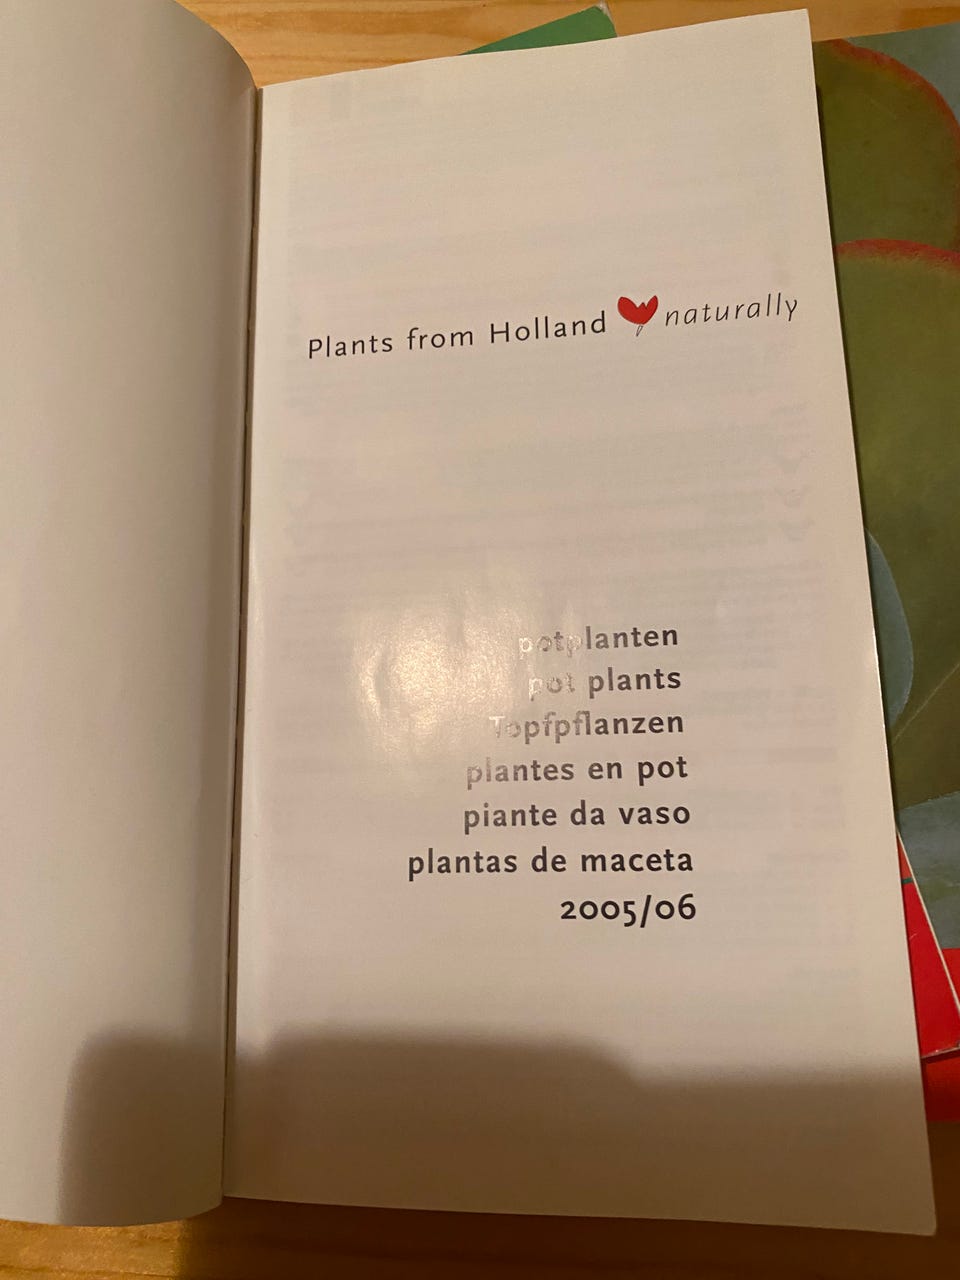 Plants from Holland naturally
potplanten
pot plants
Topfpflanzen
plantes en pot
piante da vaso
plantas de maceta
2005/06